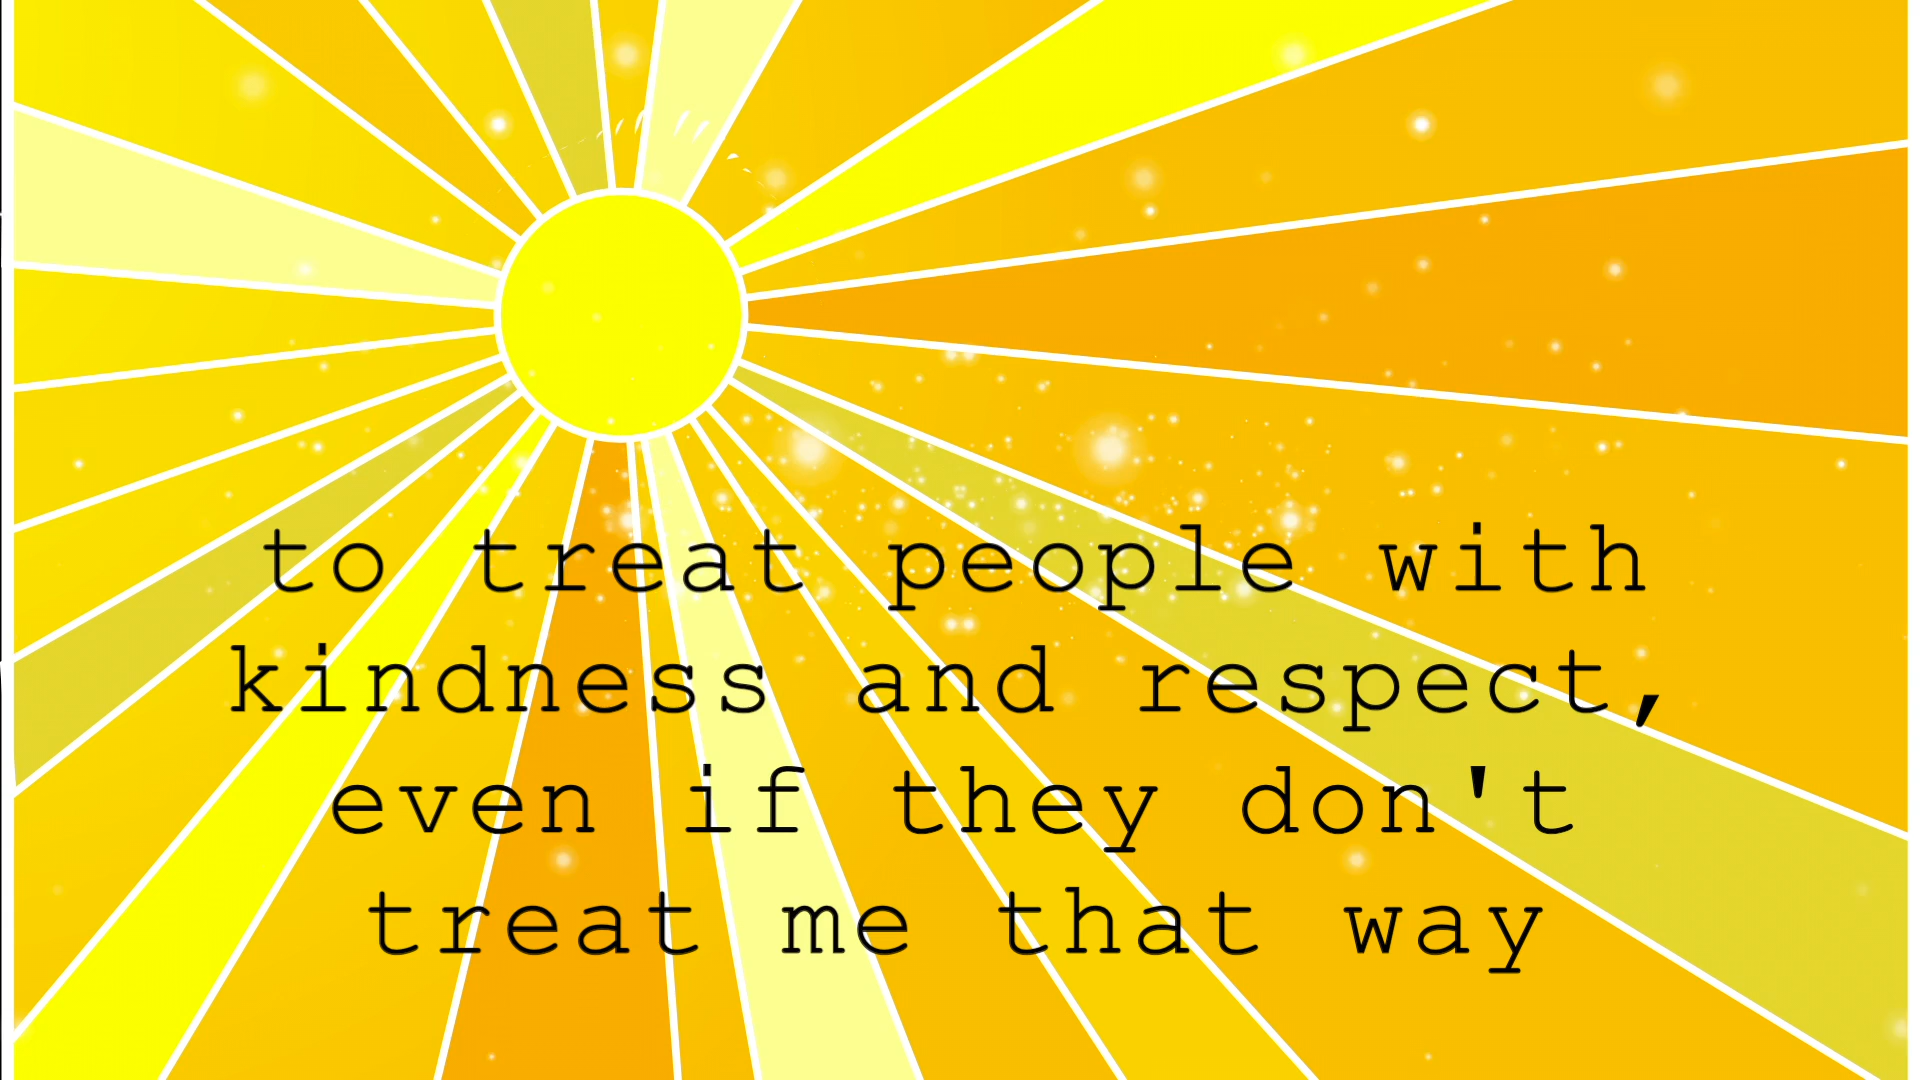 to treat people with
kindness and respect,
even if they don't
treat me that way